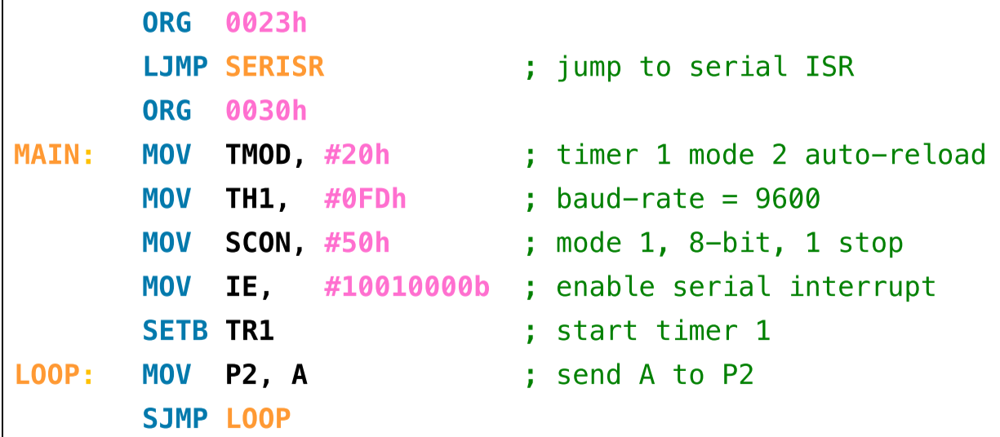 ORG 0023h
LJMP SERISR ; jump to serial ISR
ORG 0030h
MAIN: MOV TMOD, #20h ; timer 1 mode 2 auto-reload
MOV TH1, #0FDh ; baud-rate = 9600
MOV SCON, #50h ; mode 1, 8-bit, 1 stop
MOV IE, #10010000b ; enable serial interrupt
SETB TR1 ; start timer 1
LOOP: MOV P2, A ; send A to P2
SJMP LOOP